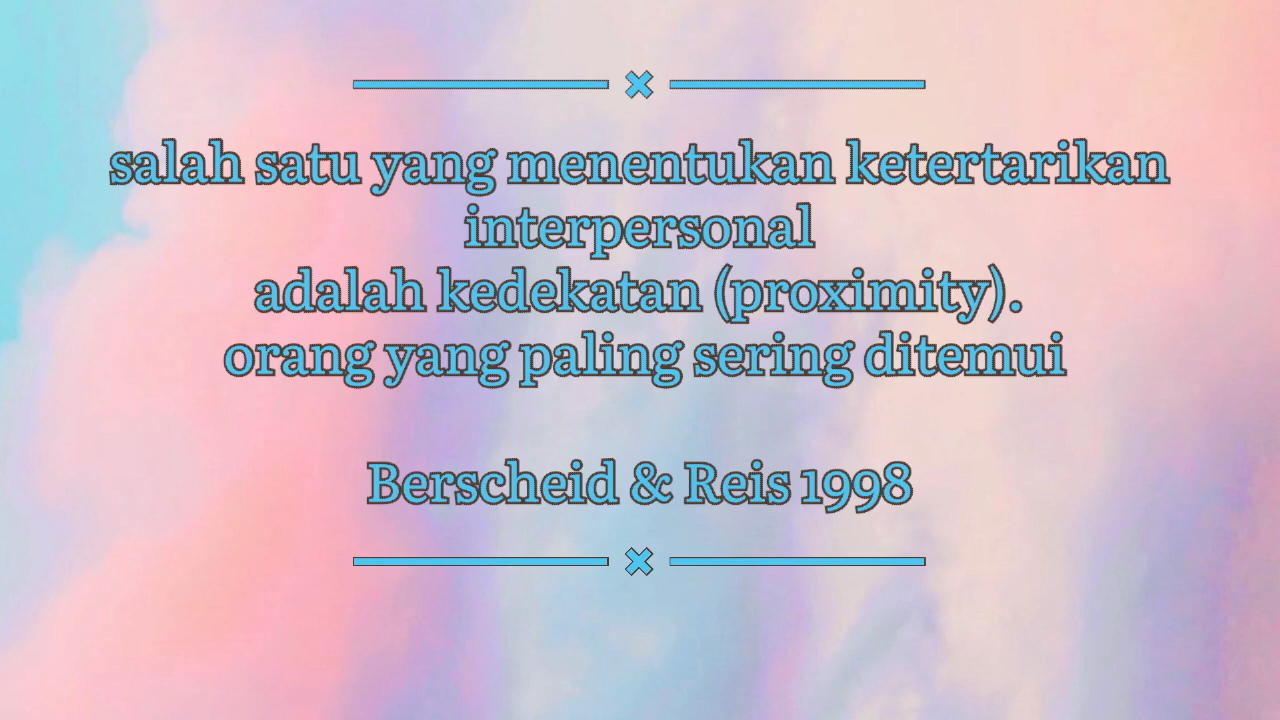 salah satu yang menentukan ketertarikan
interpersonal
adalah kedekatan (proximity).
orang yang paling sering ditemui
Berscheid & Reis 1998